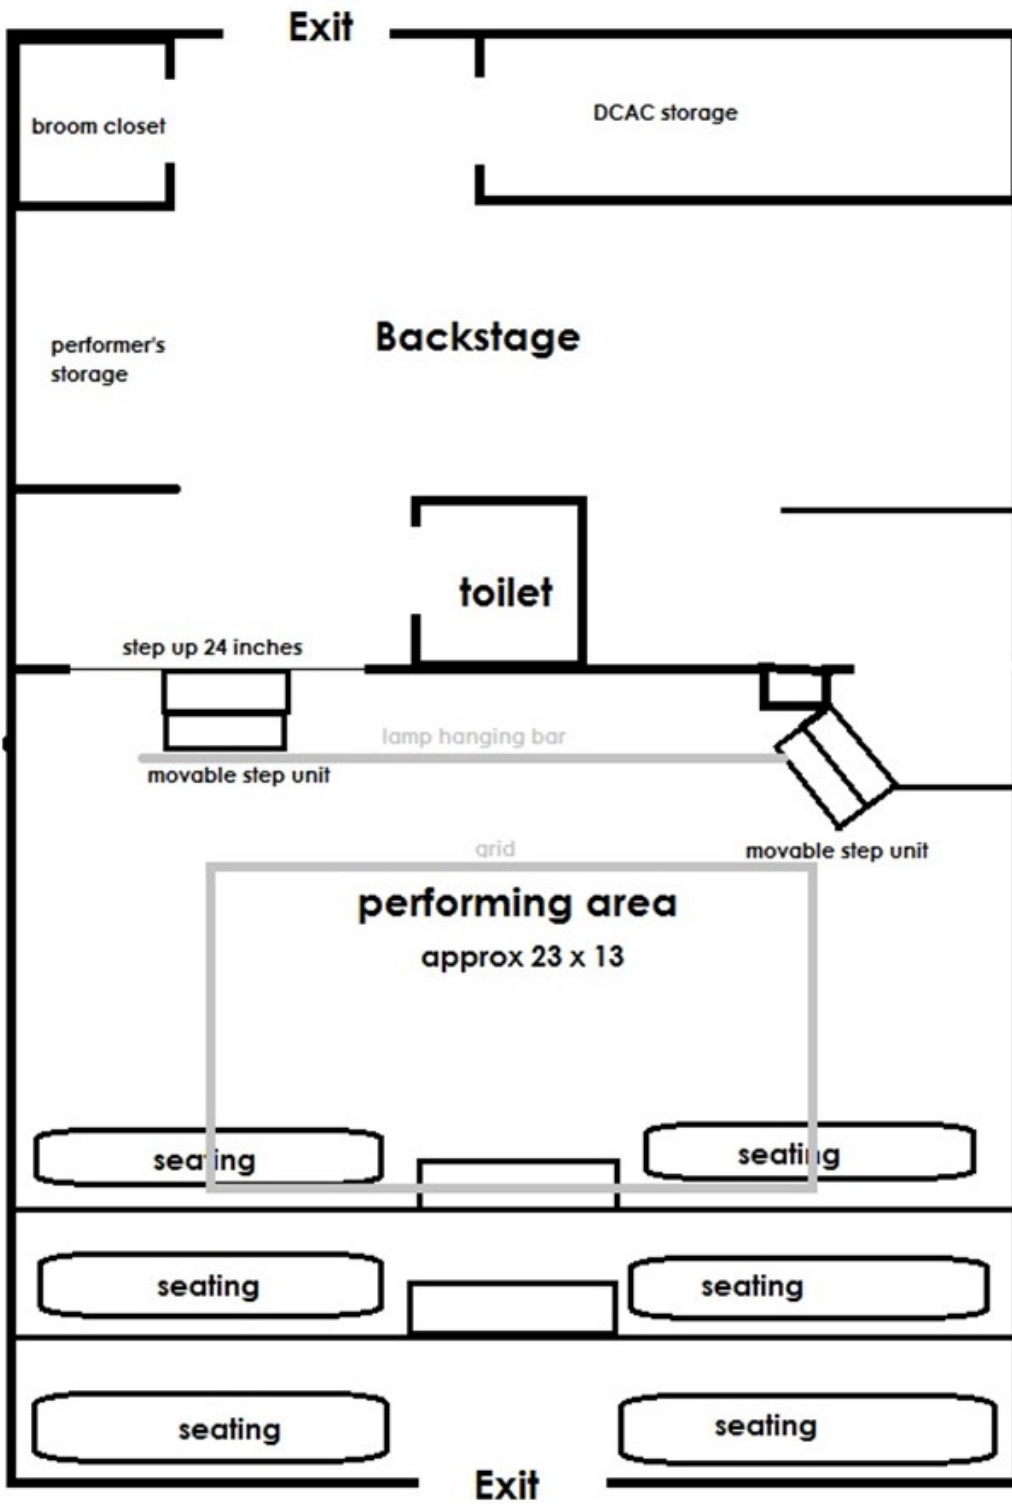 Exit
broom closet
DCAC storage
Backstage
performer's
storage
toilet
step up 24 inches
lamp hanging bar
movable step unit
grid
movable step unit
performing area
approx 23 x 13
seating
seating
seating
seating
seating
seating
Exit